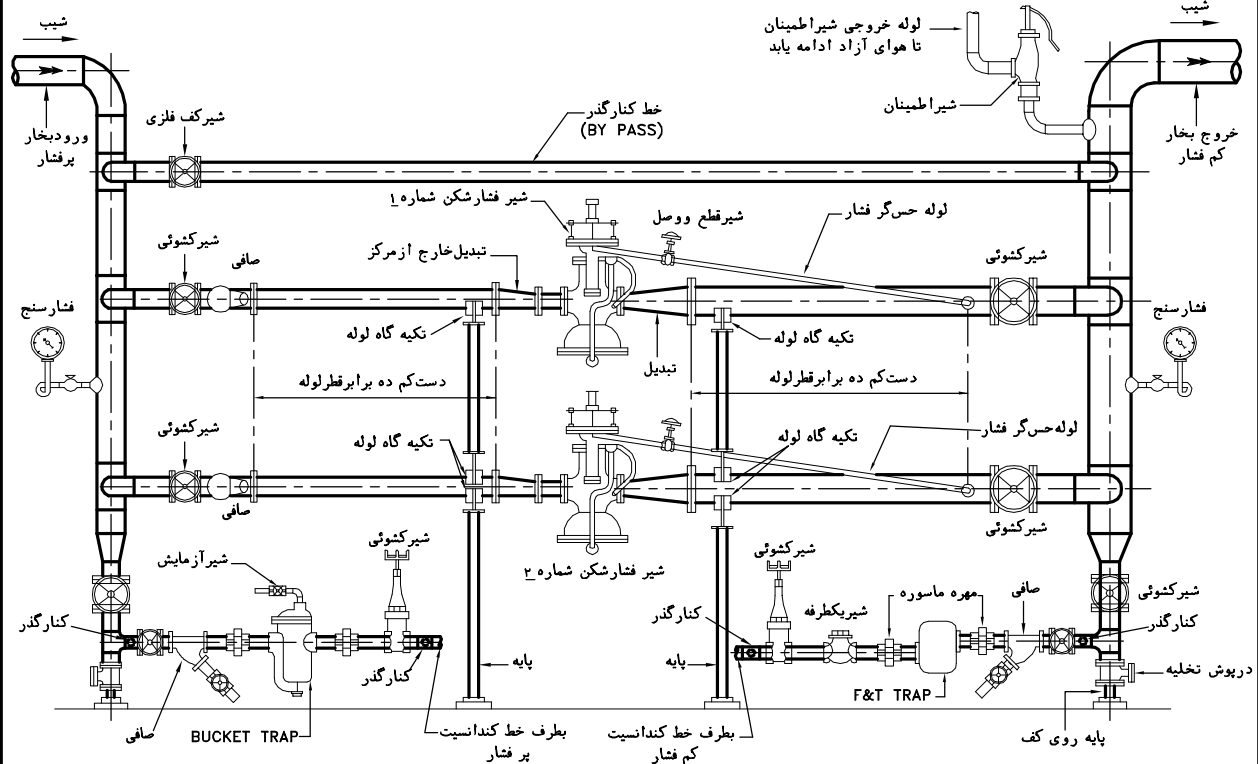 شیب
شیب
لوله خروجی شیراطمینان
تا هوای آزاد ادامه یابد
شیراطمینان
خروج بخار
کم فشار
ورودبخار
پرفشار
شیرکف فلزی
خط کنارگذر
(BY PASS)
شیر فشارشکن شماره ۱
شیرقطع ووصل
لوله حس‌گر فشار
شیرکشوئی
صافی
تبدیل‌خارج ازمرکز
شیرکشوئی
فشارسنج
فشارسنج
تکیه گاه لوله
تکیه گاه لوله
تبدیل
دست‌کم ده برابرقطرلوله
دست‌کم ده برابرقطرلوله
شیرکشوئی
تکیه گاه لوله
تکیه گاه لوله
لوله‌حس‌گر فشار
صافی
شیرکشوئی
شیرآزمایش
شیرکشوئی
شیر فشارشکن شماره ۲
شیرکشوئی
شیریکطرفه
مهره ماسوره
صافی
شیرکشوئی
کنارگذر
کنارگذر
کنارگذر
کنارگذر
پایه
پایه
درپوش تخلیه
صافی
BUCKET TRAP
F&T TRAP
بطرف خط کندانسیت
پر فشار
بطرف خط کندانسیت
کم فشار
پایه روی کف